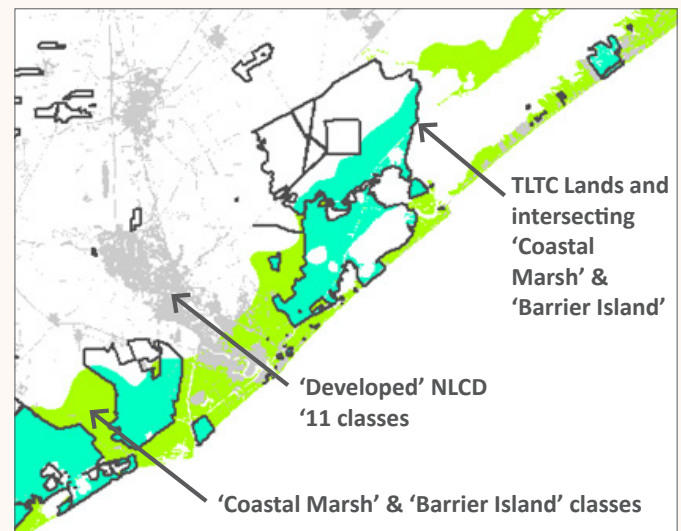 TLTC Lands and
intersecting
‘Coastal
Marsh’ &
‘Barrier Island’
‘Developed’ NLCD
‘11 classes
‘Coastal Marsh’ & ‘Barrier Island’ classes